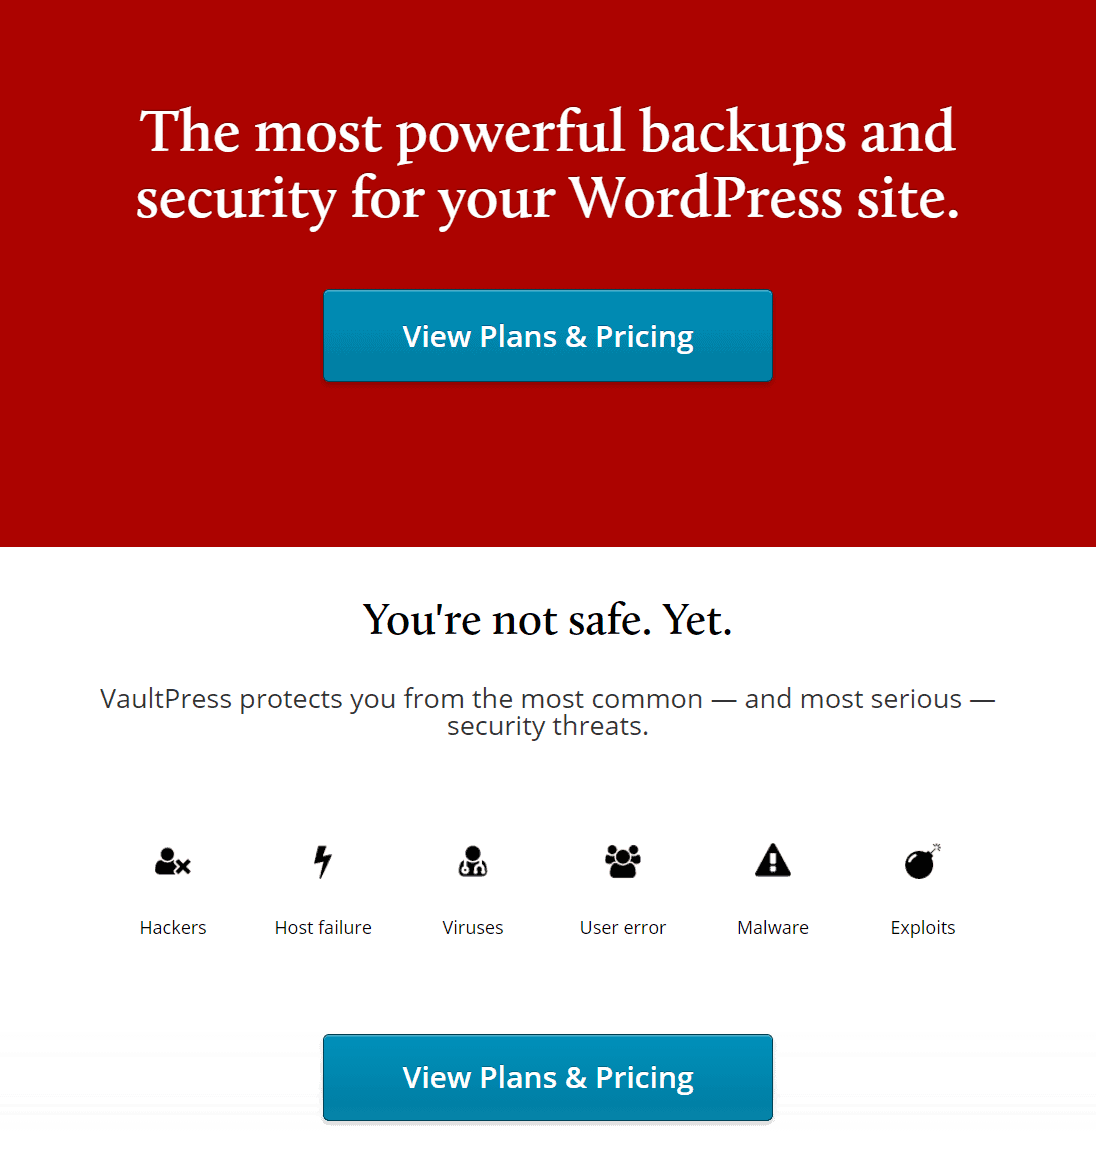 The most powerful backups and
security for your WordPress site.
View Plans & Pricing
You're not safe. Yet.
VaultPress protects you from the most common — and most serious —
security threats.
Hackers
Host failure
Viruses
User error
Malware
Exploits
View Plans & Pricing